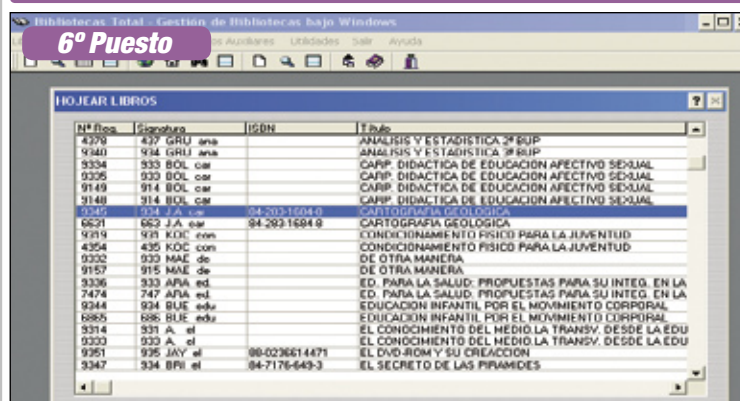 Bibliotecas Total - Gestión de Bibliotecas bajo Windows
6º Puesto
Auxiliares Utilidades Salir Ayuda
HOJEAR LIBROS
Nº Reg. Signatura ISBN Título
4378 437 GRU ana ANALISIS Y ESTADISTICA 2º BUP
9340 934 GRU ana ANALISIS Y ESTADISTICA 3º BUP
9334 933 BOL car CARP. DIDACTICA DE EDUCACION AFECTIVO SEXUAL
9335 933 BOL car CARP. DIDACTICA DE EDUCACION AFECTIVO SEXUAL
9149 914 BOL car CARP. DIDACTICA DE EDUCACION AFECTIVO SEXUAL
9148 914 BOL car CARP. DIDACTICA DE EDUCACION AFECTIVO SEXUAL
9345 934 J.A. car 84-283-1684-8 CARTOGRAFIA GEOLOGICA
6631 663 J.A. car 84-283-1684-8 CARTOGRAFIA GEOLOGICA
9319 931 KOC con CONDICIONAMIENTO FISICO PARA LA JUVENTUD
4354 435 KOC con CONDICIONAMIENTO FISICO PARA LA JUVENTUD
9332 933 MAE de DE OTRA MANERA
9157 915 MAE de DE OTRA MANERA
9336 933 ARA ed. ED. PARA LA SALUD: PROPUESTAS PARA SU INTEG. EN LA
7474 747 ARA ed. ED. PARA LA SALUD: PROPUESTAS PARA SU INTEG. EN LA
9344 934 BUE edu EDUCACION INFANTIL POR EL MOVIMIENTO CORPORAL
6865 686 BUE edu EDUCACION INFANTIL POR EL MOVIMIENTO CORPORAL
9314 931 A. el EL CONOCIMIENTO DEL MEDIO.LA TRANSV. DESDE LA EDU
9333 933 A. el EL CONOCIMIENTO DEL MEDIO.LA TRANSV. DESDE LA EDU
9351 935 JAY el 88-0236614471 EL DVD-ROM Y SU CREACCION
9347 934 BRI el 84-7176-649-3 EL SECRETO DE LAS PIRAMIDES